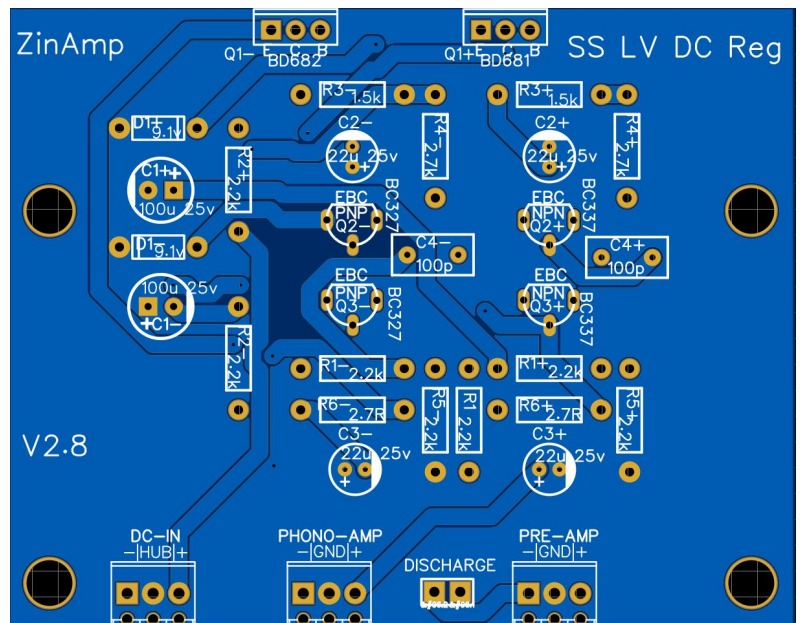 ZinAmp
E C B
Q1-
BD682
E C B
Q1+
BD681
SS LV DC Reg
R3-
1.5k
R3+
1.5k
D1+
9.1v
C2-
22u 25v
+
R4-
2.7k
C2+
22u 25v
+
R4+
2.7k
C1+
+
100u 25v
R2+
2.2k
EBC
PNP
Q2-
BC327
EBC
NPN
Q2+
BC337
D1-
9.1v
C4-
100p
C4+
100p
100u 25v
+
C1-
EBC
PNP
Q3-
BC327
EBC
NPN
Q3+
BC337
R2-
2.2k
R1-
2.2k
R1+
2.2k
R6-
2.7R
R5-
2.2k
R1
2.2k
R6+
2.7R
R5+
2.2k
V2.8
C3-
22u 25v
+
C3+
22u 25v
+
DC-IN
-|HUB|+
PHONO-AMP
-|GND|+
DISCHARGE
PRE-AMP
-|GND|+